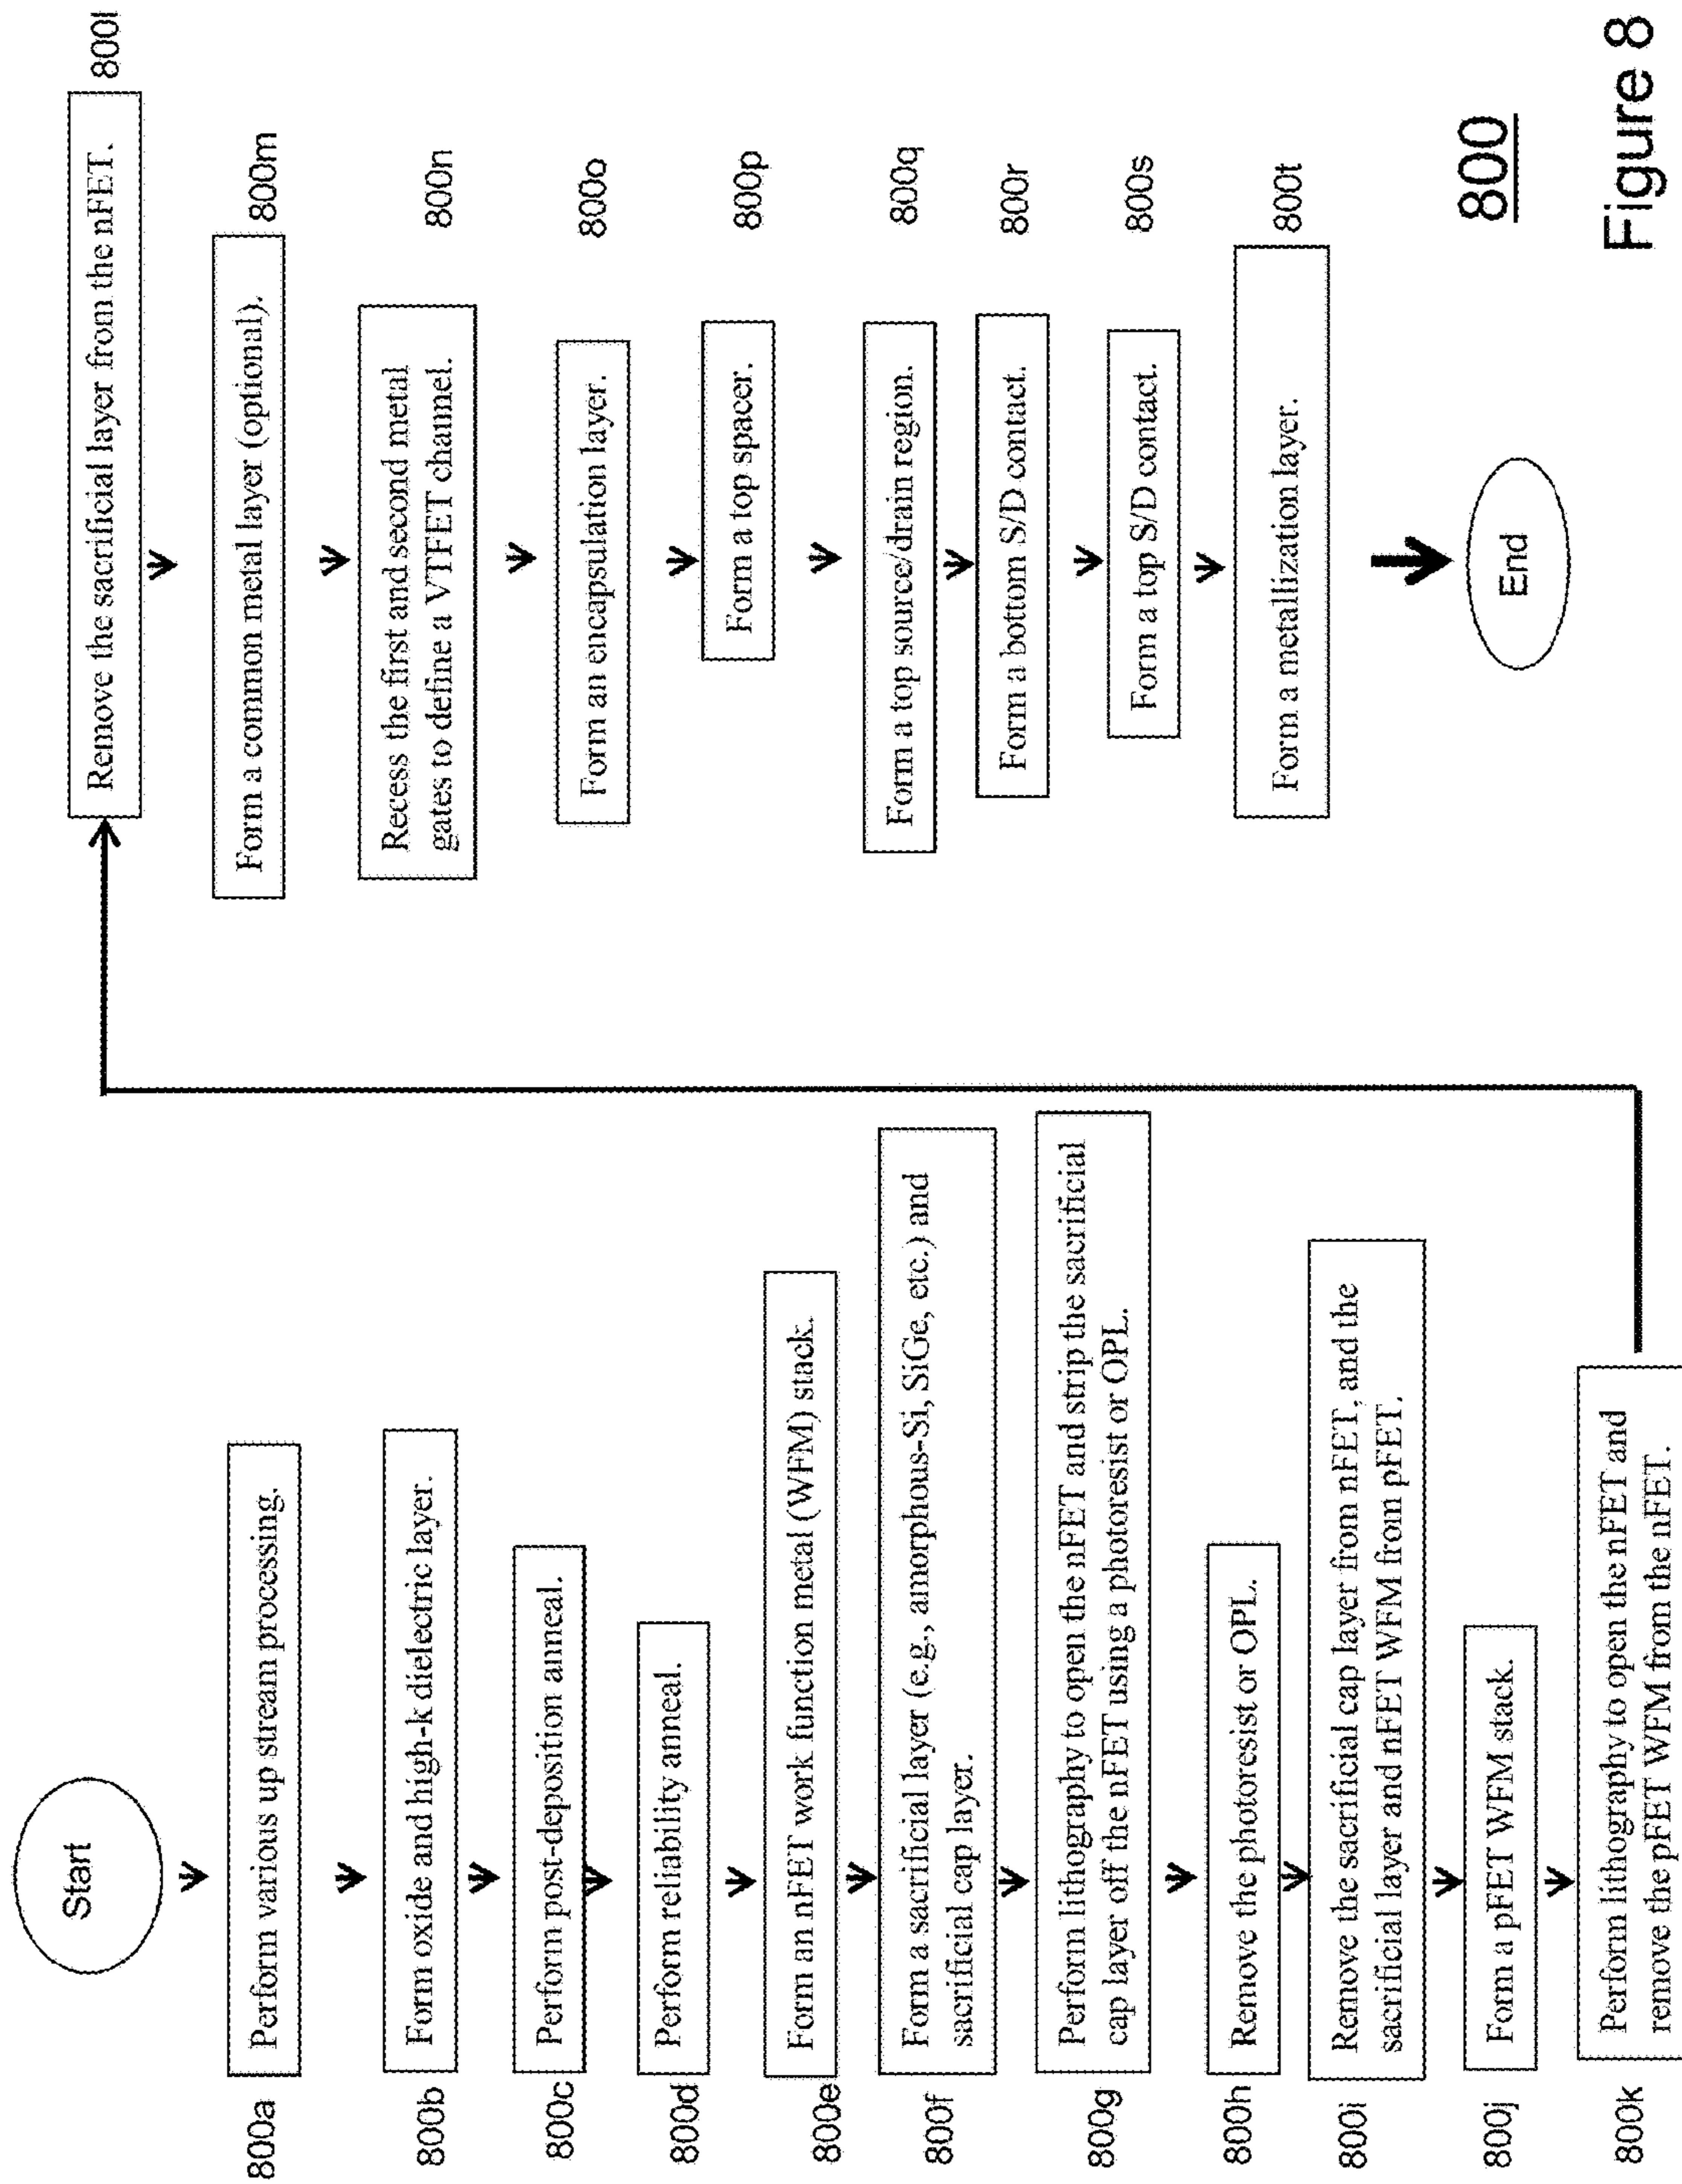 Start
800a
Perform various up stream processing.
800b
Form oxide and high-k dielectric layer.
800c
Perform post-deposition anneal.
800d
Perform reliability anneal.
800e
Form an nFET work function metal (WFM) stack.
800f
Form a sacrificial layer (e.g., amorphous-Si, SiGe, etc.) and
sacrificial cap layer.
800g
Perform lithography to open the nFET and strip the sacrificial
cap layer off the nFET using a photoresist or OPL.
800h
Remove the photoresist or OPL.
800i
Remove the sacrificial cap layer from nFET, and the
sacrificial layer and nFET WFM from pFET.
800j
Form a pFET WFM stack.
800k
Perform lithography to open the nFET and
remove the pFET WFM from the nFET.
Remove the sacrificial layer from the nFET.
800l
Form a common metal layer (optional).
800m
Recess the first and second metal
gates to define a VTFET channel.
800n
Form an encapsulation layer.
800o
Form a top spacer.
800p
Form a top source/drain region.
800q
Form a bottom S/D contact.
800r
Form a top S/D contact.
800s
Form a metallization layer.
800t
End
800
Figure 8